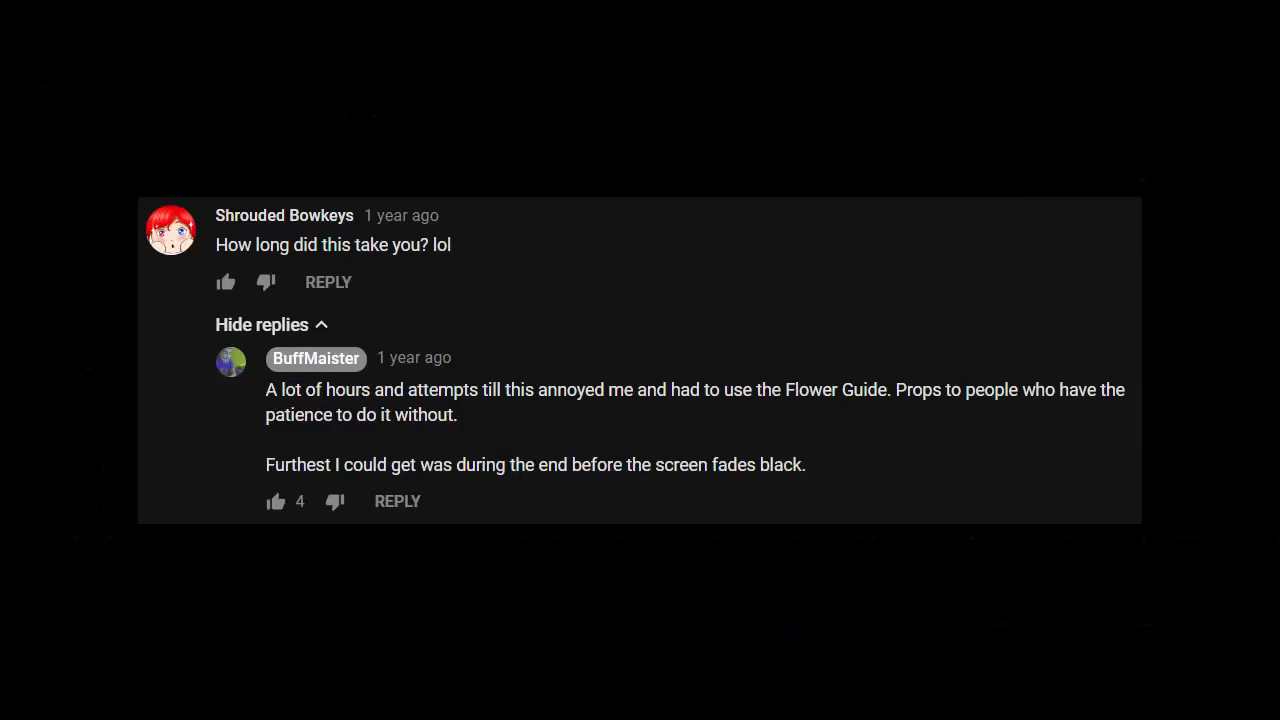 Shrouded Bowkeys 1 year ago
How long did this take you? lol
REPLY
Hide replies
BuffMaister 1 year ago
A lot of hours and attempts till this annoyed me and had to use the Flower Guide. Props to people who have the
patience to do it without.
Furthest I could get was during the end before the screen fades black.
4 REPLY